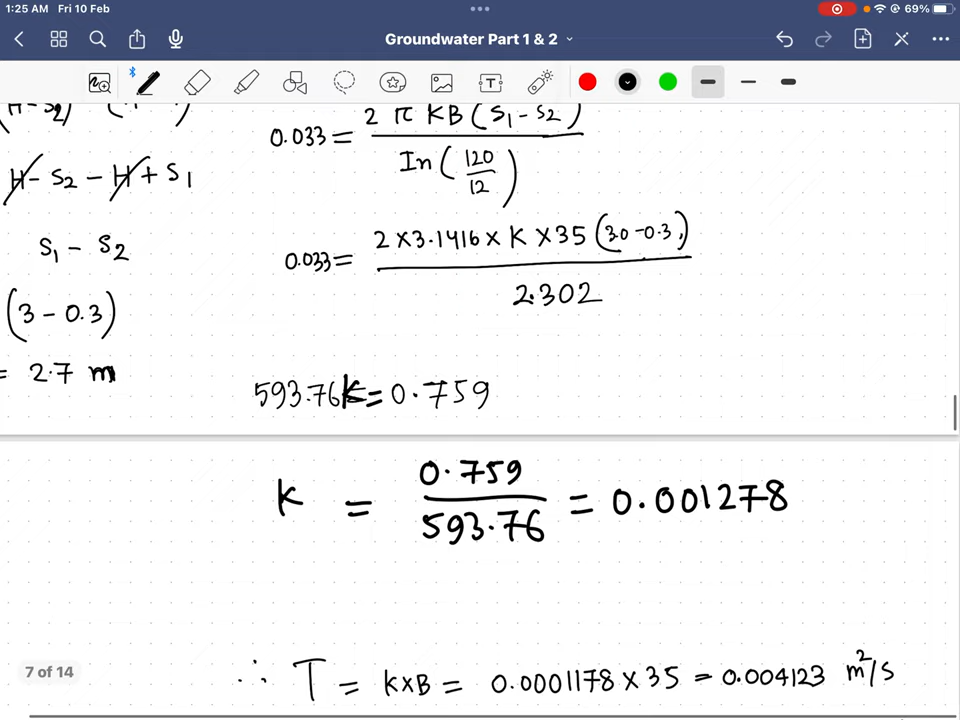 1:25 AM Fri 10 Feb
69%
Groundwater Part 1 & 2
(H-S2)
0.033 = 2 π KB (S1 - S2) / In (120/12)
H - S2 - H + S1
S1 - S2
0.033 = 2 × 3.1416 × K × 35 (3.0 - 0.3) / 2.302
(3 - 0.3)
= 2.7 m
593.76 K = 0.759
K = 0.759 / 593.76 = 0.001278
7 of 14
∴ T = K×B = 0.0001178 × 35 = 0.004123 m²/s